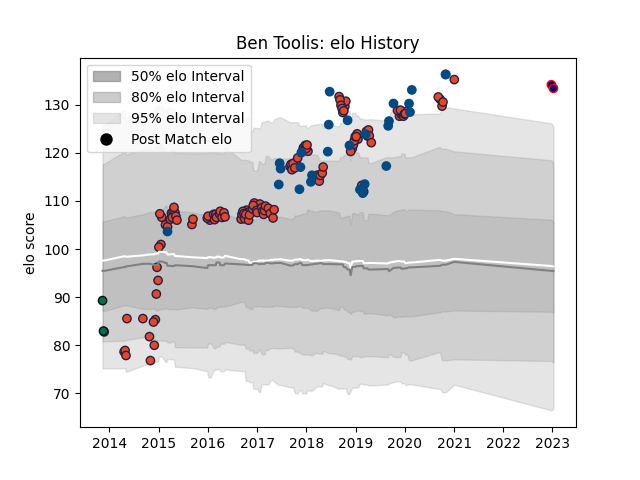 Ben Toolis: elo History
50% elo Interval
80% elo Interval
95% elo Interval
Post Match elo
elo score
130
120
110
100
90
80
70
2014 2015 2016 2017 2018 2019 2020 2021 2022 2023